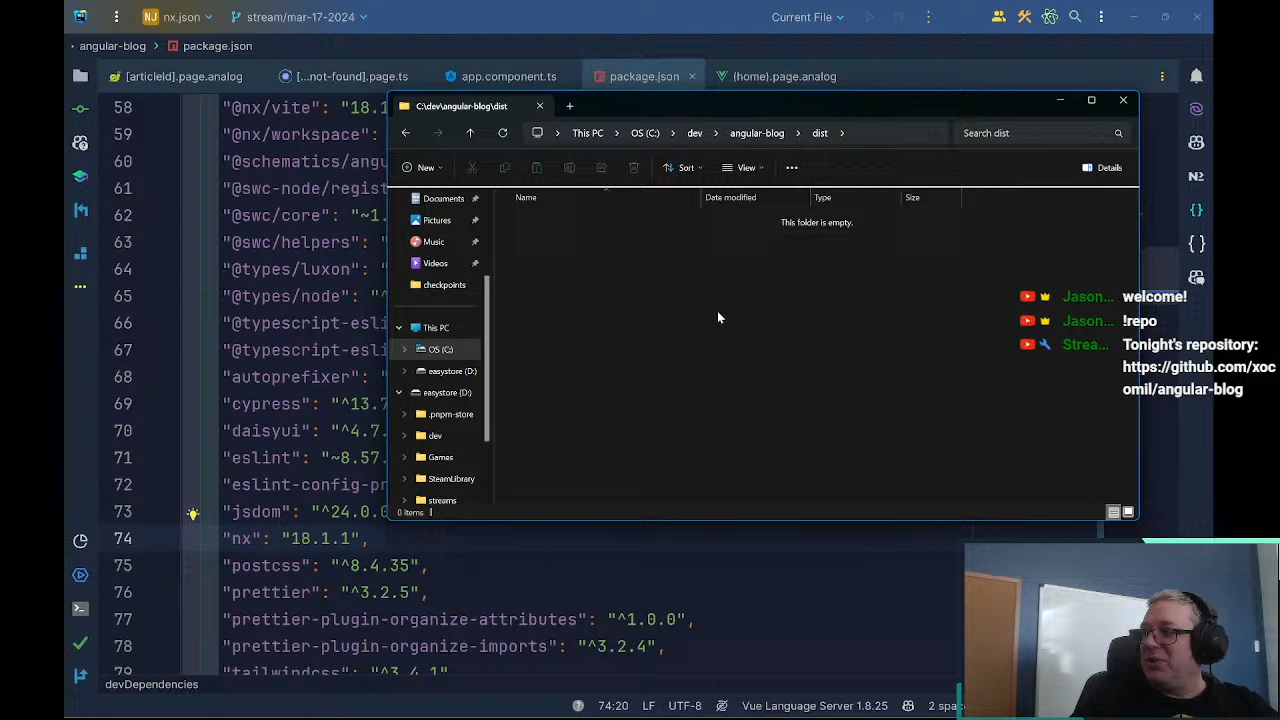 NJ nx.json
stream/mar-17-2024
Current File
angular-blog
package.json
[articleId].page.analog
[...not-found].page.ts
app.component.ts
package.json
(home).page.analog
58 "@nx/vite": "18.1
59 "@nx/workspace":
60 "@schematics/angu
61 "@swc-node/regist
62 "@swc/core": "~1.
63 "@swc/helpers":
64 "@types/luxon":
65 "@types/node": "^
66 "@typescript-esli
67 "@typescript-esli
68 "autoprefixer":
69 "cypress": "^13.7
70 "daisyui": "^4.7.
71 "eslint": "~8.57.
72 "eslint-config-pr
73 "jsdom": "^24.0.0
74 "nx": "18.1.1",
75 "postcss": "^8.4.35",
76 "prettier": "^3.2.5",
77 "prettier-plugin-organize-attributes": "^1.0.0",
78 "prettier-plugin-organize-imports": "^3.2.4",
79 "tailwindcss": "^3.4.1"
devDependencies
C:\dev\angular-blog\dist
This PC > OS (C:) > dev > angular-blog > dist >
Search dist
New
Sort
View
Details
Documents
Pictures
Music
Videos
checkpoints
This PC
OS (C:)
easystore (D:)
easystore (D:)
.pnpm-store
dev
Games
SteamLibrary
streams
Name
Date modified
Type
Size
This folder is empty.
0 items
N2
Jason... welcome!
Jason... !repo
Strea... Tonight's repository:
https://github.com/xoc
omil/angular-blog
74:20
LF
UTF-8
Vue Language Server 1.8.25
2 spac